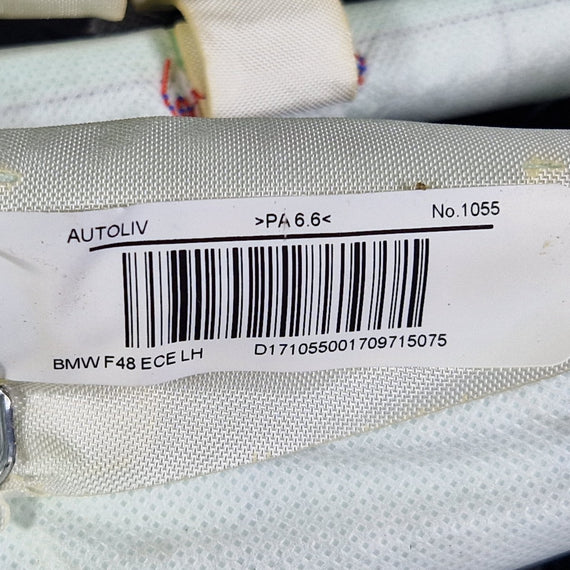 AUTOLIV >PA 6.6< No.1055
BMW F48 ECE LH D171055001709715075